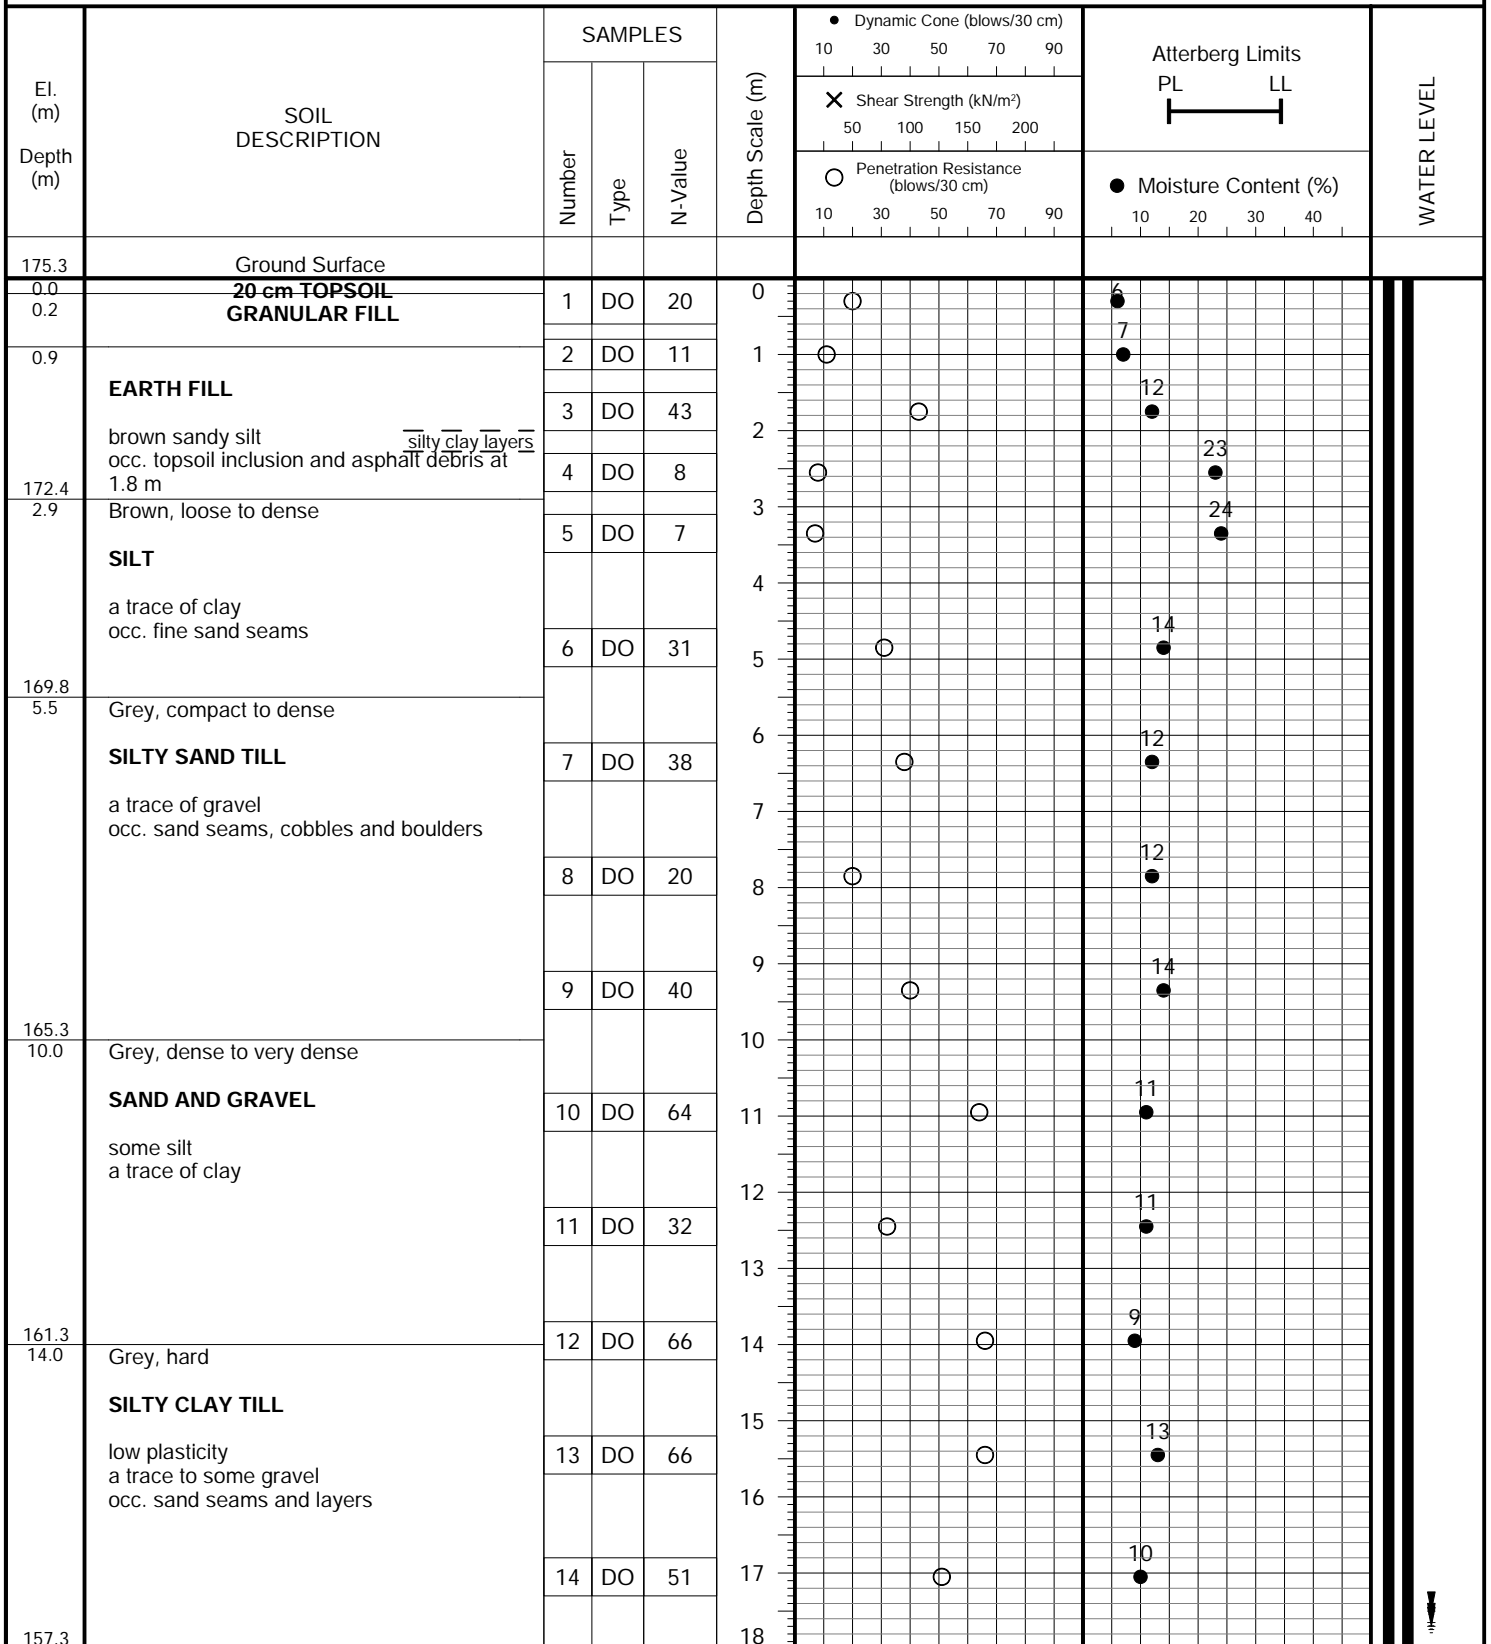 El.
(m)
Depth
(m)
SOIL
DESCRIPTION
SAMPLES
Number
Type
N-Value
Depth Scale (m)
Dynamic Cone (blows/30 cm)
10 30 50 70 90
Shear Strength (kN/m²)
50 100 150 200
Penetration Resistance
(blows/30 cm)
10 30 50 70 90
Atterberg Limits
PL LL
Moisture Content (%)
10 20 30 40
WATER LEVEL
175.3 Ground Surface
0.0 20 cm TOPSOIL 0
0.2 GRANULAR FILL 1 DO 20 6
0.9 2 DO 11 1 7
EARTH FILL
3 DO 43 12
brown sandy silt silty clay layers 2
occ. topsoil inclusion and asphalt debris at
1.8 m 4 DO 8 23
172.4
2.9 Brown, loose to dense 3
5 DO 7 24
SILT
4
a trace of clay
occ. fine sand seams
6 DO 31 5 14
169.8
5.5 Grey, compact to dense
6
SILTY SAND TILL 7 DO 38 12
a trace of gravel 7
occ. sand seams, cobbles and boulders
8 DO 20 8 12
9
9 DO 40 14
165.3
10.0 Grey, dense to very dense 10
SAND AND GRAVEL 10 DO 64 11 11
some silt
a trace of clay
12
11 DO 32 11
13
161.3 12 DO 66 14 9
14.0 Grey, hard
SILTY CLAY TILL
15
low plasticity 13 DO 66 13
a trace to some gravel
occ. sand seams and layers 16
14 DO 51 17 10
157.3 18